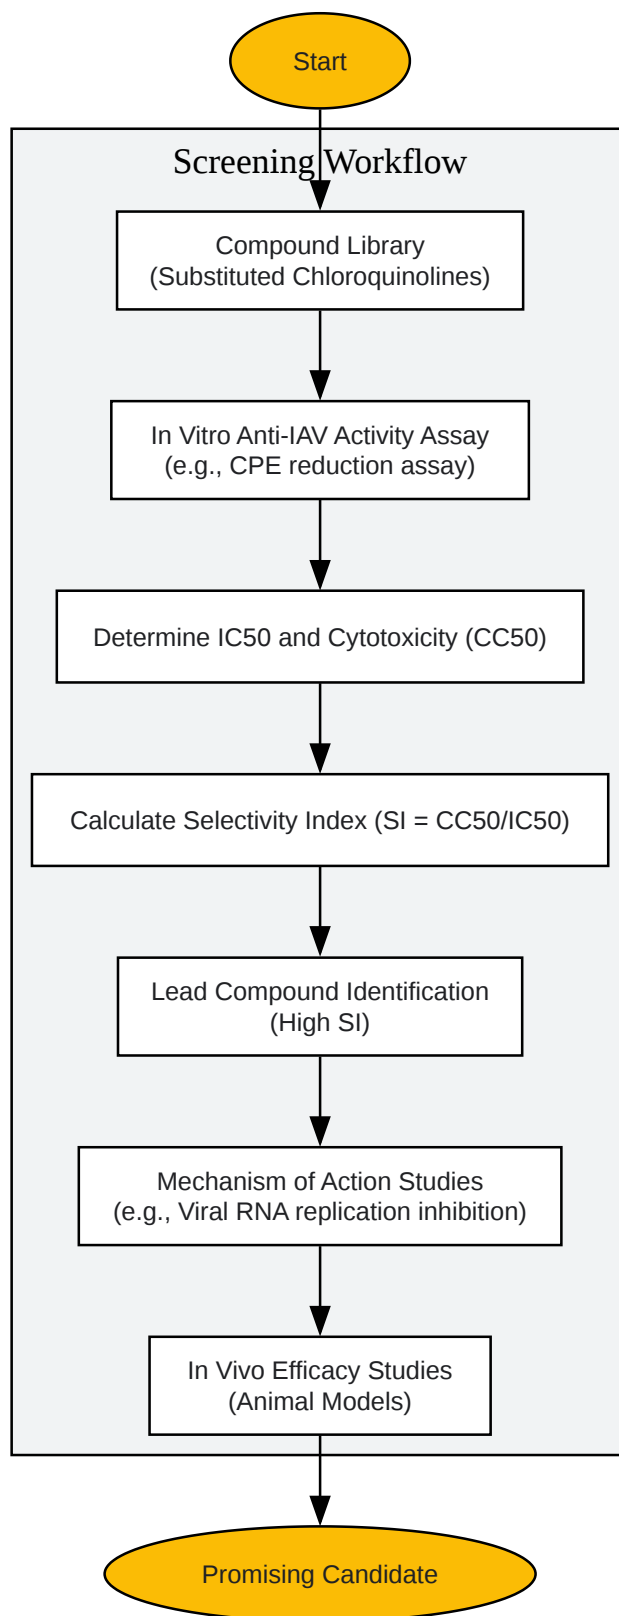 Start
Screening Workflow
Compound Library
(Substituted Chloroquinolines)
In Vitro Anti-IAV Activity Assay
(e.g., CPE reduction assay)
Determine IC50 and Cytotoxicity (CC50)
Calculate Selectivity Index (SI = CC50/IC50)
Lead Compound Identification
(High SI)
Mechanism of Action Studies
(e.g., Viral RNA replication inhibition)
In Vivo Efficacy Studies
(Animal Models)
Promising Candidate